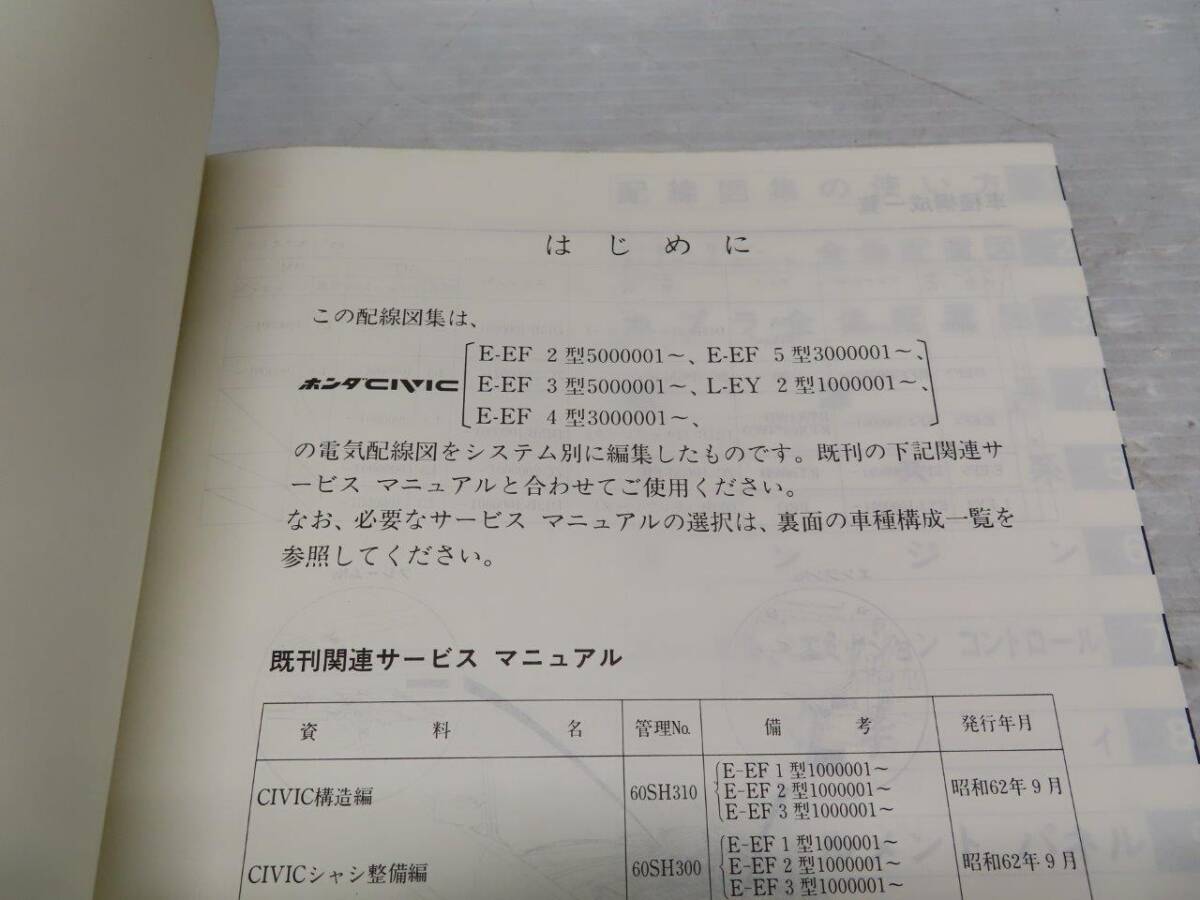 はじめに
この配線図集は、
ホンダCIVIC
E-EF 2型5000001～、E-EF 5型3000001～、
E-EF 3型5000001～、L-EY 2型1000001～、
E-EF 4型3000001～、
の電気配線図をシステム別に編集したものです。既刊の下記関連サ
ービス マニュアルと合わせてご使用ください。
なお、必要なサービス マニュアルの選択は、裏面の車種構成一覧を
参照してください。
既刊関連サービス マニュアル
資料名 管理No. 備考 発行年月
CIVIC構造編 60SH310 E-EF 1型1000001～ 昭和62年9月
E-EF 2型1000001～
E-EF 3型1000001～
CIVICシャシ整備編 60SH300 E-EF 1型1000001～ 昭和62年9月
E-EF 2型1000001～
E-EF 3型1000001～